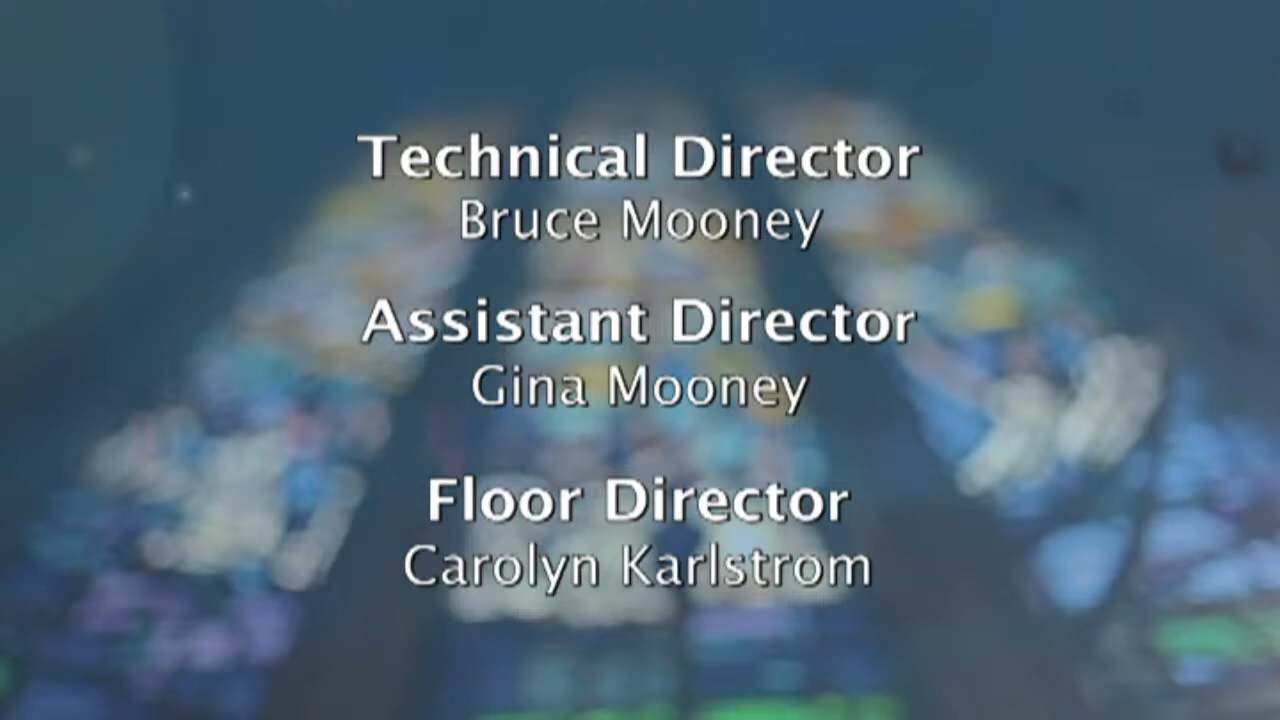 Technical Director
Bruce Mooney
Assistant Director
Gina Mooney
Floor Director
Carolyn Karlstrom